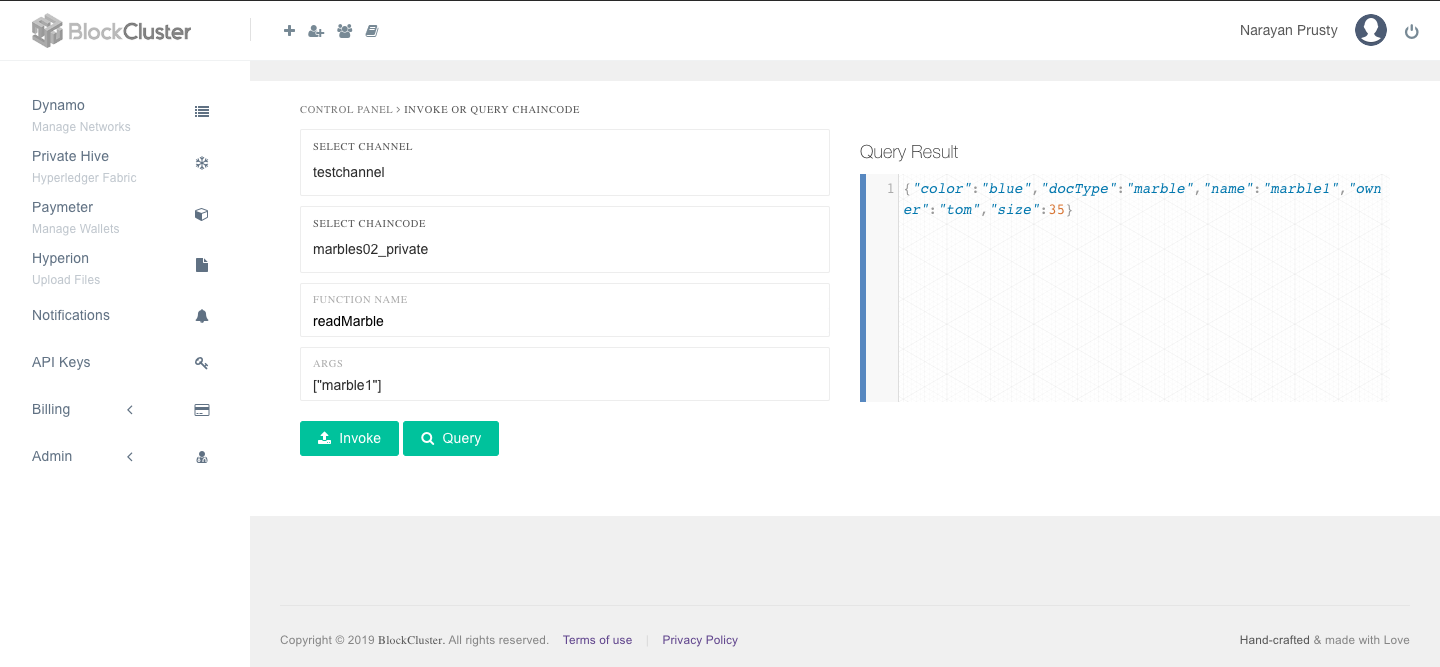 BlockCluster
Narayan Prusty
Dynamo
Manage Networks
Private Hive
Hyperledger Fabric
Paymeter
Manage Wallets
Hyperion
Upload Files
Notifications
API Keys
Billing
Admin
CONTROL PANEL > INVOKE OR QUERY CHAINCODE
SELECT CHANNEL
testchannel
SELECT CHAINCODE
marbles02_private
FUNCTION NAME
readMarble
ARGS
["marble1"]
Invoke
Query
Query Result
1 {"color":"blue","docType":"marble","name":"marble1","own
er":"tom","size":35}
Copyright © 2019 BlockCluster. All rights reserved. Terms of use | Privacy Policy
Hand-crafted & made with Love